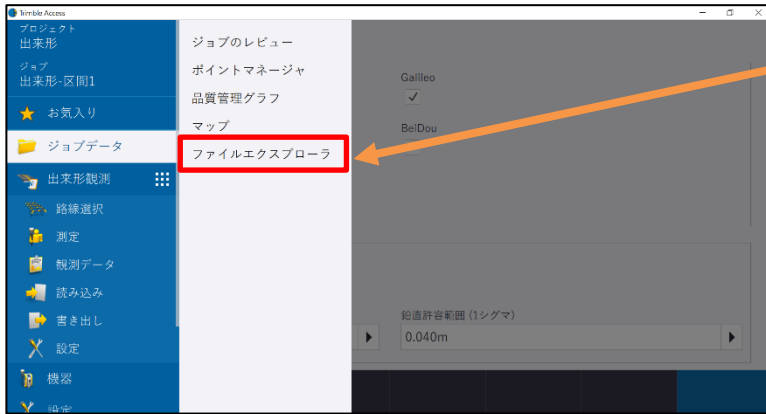 Trimble Access
プロジェクト
出来形
ジョブ
出来形-区間1
お気入り
ジョブデータ
出来形観測
路線選択
測定
観測データ
読み込み
書き出し
設定
機器
設定
ジョブのレビュー
ポイントマネージャ
品質管理グラフ
マップ
ファイルエクスプローラ
Galileo
BeiDou
鉛直許容範囲 (1シグマ)
0.040m